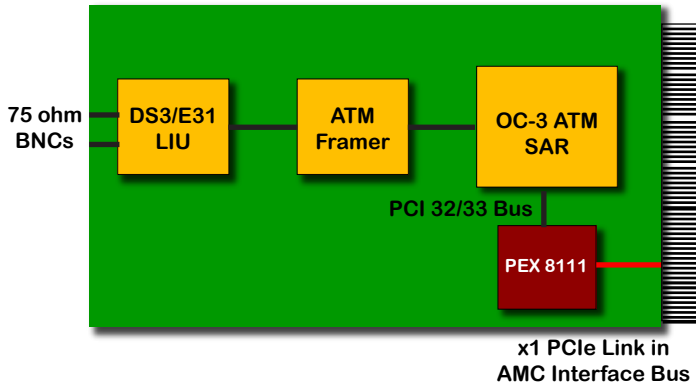 75 ohm
BNCs
DS3/E31
LIU
ATM
Framer
OC-3 ATM
SAR
PCI 32/33 Bus
PEX 8111
x1 PCIe Link in
AMC Interface Bus